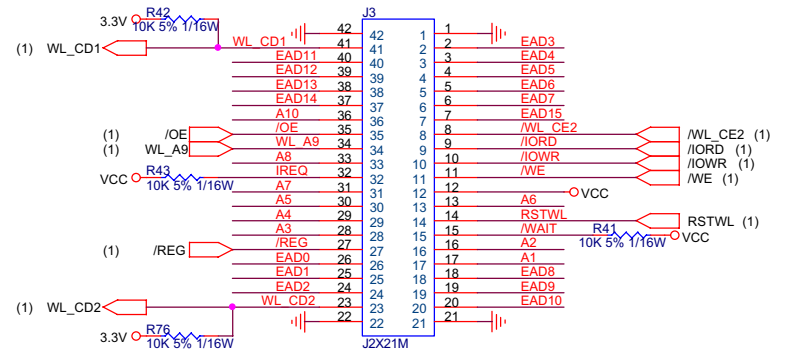 J3
3.3V R42 10K 5% 1/16W
42 42 1 1
(1) WL_CD1 WL_CD1 41 41 2 2 EAD3
EAD11 40 40 3 3 EAD4
EAD12 39 39 4 4 EAD5
EAD13 38 38 5 5 EAD6
EAD14 37 37 6 6 EAD7
A10 36 36 7 7 EAD15
(1) /OE /OE 35 35 8 8 /WL_CE2 /WL_CE2 (1)
(1) WL_A9 WL_A9 34 34 9 9 /IORD /IORD (1)
A8 33 33 10 10 /IOWR /IOWR (1)
VCC R43 10K 5% 1/16W IREQ 32 32 11 11 /WE /WE (1)
A7 31 31 12 12 VCC
A5 30 30 13 13 A6
A4 29 29 14 14 RSTWL RSTWL (1)
A3 28 28 15 15 /WAIT R41 10K 5% 1/16W VCC
(1) /REG /REG 27 27 16 16 A2
EAD0 26 26 17 17 A1
EAD1 25 25 18 18 EAD8
EAD2 24 24 19 19 EAD9
(1) WL_CD2 WL_CD2 23 23 20 20 EAD10
22 22 21 21
3.3V R76 10K 5% 1/16W
J2X21M